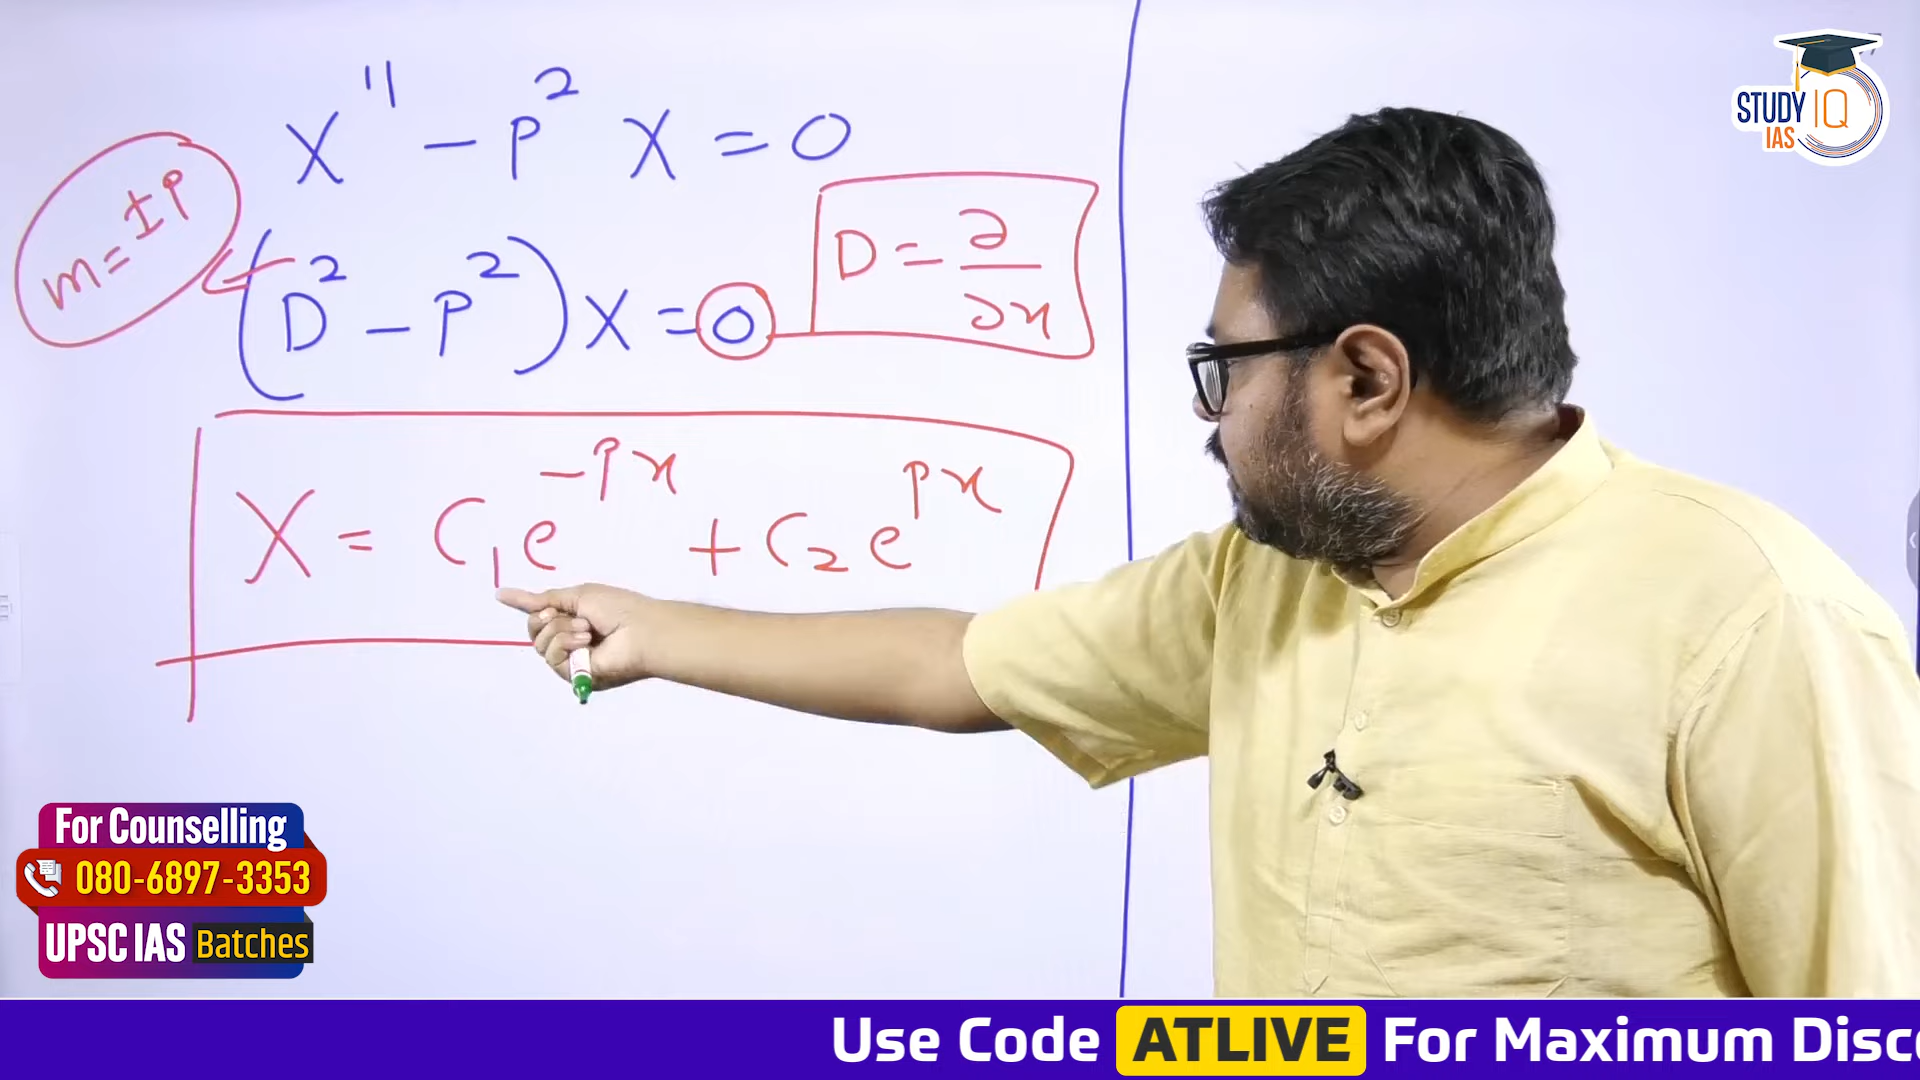 X'' - P² X = 0
m = ±P
(D² - P²) X = 0
D = ∂/∂x
X = C₁e^(-Px) + C₂e^(Px)
STUDY IQ
IAS
For Counselling
080-6897-3353
UPSC IAS Batches
Use Code ATLIVE For Maximum Disc